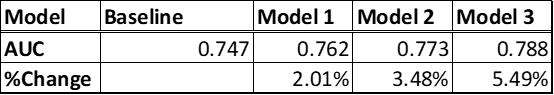 Model Baseline Model 1 Model 2 Model 3
AUC 0.747 0.762 0.773 0.788
%Change 2.01% 3.48% 5.49%